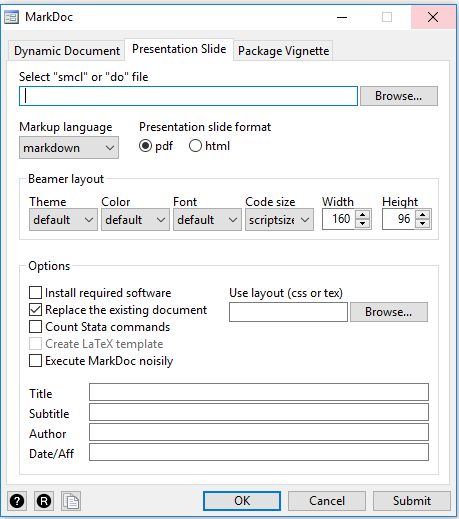 MarkDoc
Dynamic Document Presentation Slide Package Vignette
Select "smcl" or "do" file
Browse...
Markup language Presentation slide format
markdown pdf html
Beamer layout
Theme Color Font Code size Width Height
default default default scriptsize 160 96
Options
Install required software Use layout (css or tex)
Replace the existing document Browse...
Count Stata commands
Create LaTeX template
Execute MarkDoc noisily
Title
Subtitle
Author
Date/Aff
? R OK Cancel Submit